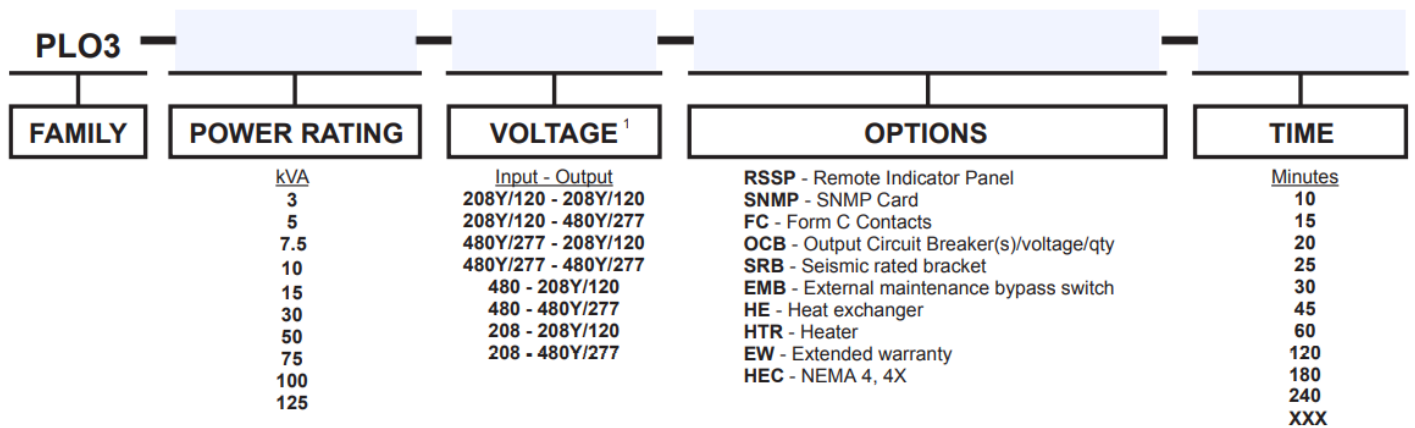 PLO3
FAMILY
POWER RATING
kVA
3
5
7.5
10
15
30
50
75
100
125
VOLTAGE 1
Input - Output
208Y/120 - 208Y/120
208Y/120 - 480Y/277
480Y/277 - 208Y/120
480Y/277 - 480Y/277
480 - 208Y/120
480 - 480Y/277
208 - 208Y/120
208 - 480Y/277
OPTIONS
RSSP - Remote Indicator Panel
SNMP - SNMP Card
FC - Form C Contacts
OCB - Output Circuit Breaker(s)/voltage/qty
SRB - Seismic rated bracket
EMB - External maintenance bypass switch
HE - Heat exchanger
HTR - Heater
EW - Extended warranty
HEC - NEMA 4, 4X
TIME
Minutes
10
15
20
25
30
45
60
120
180
240
XXX